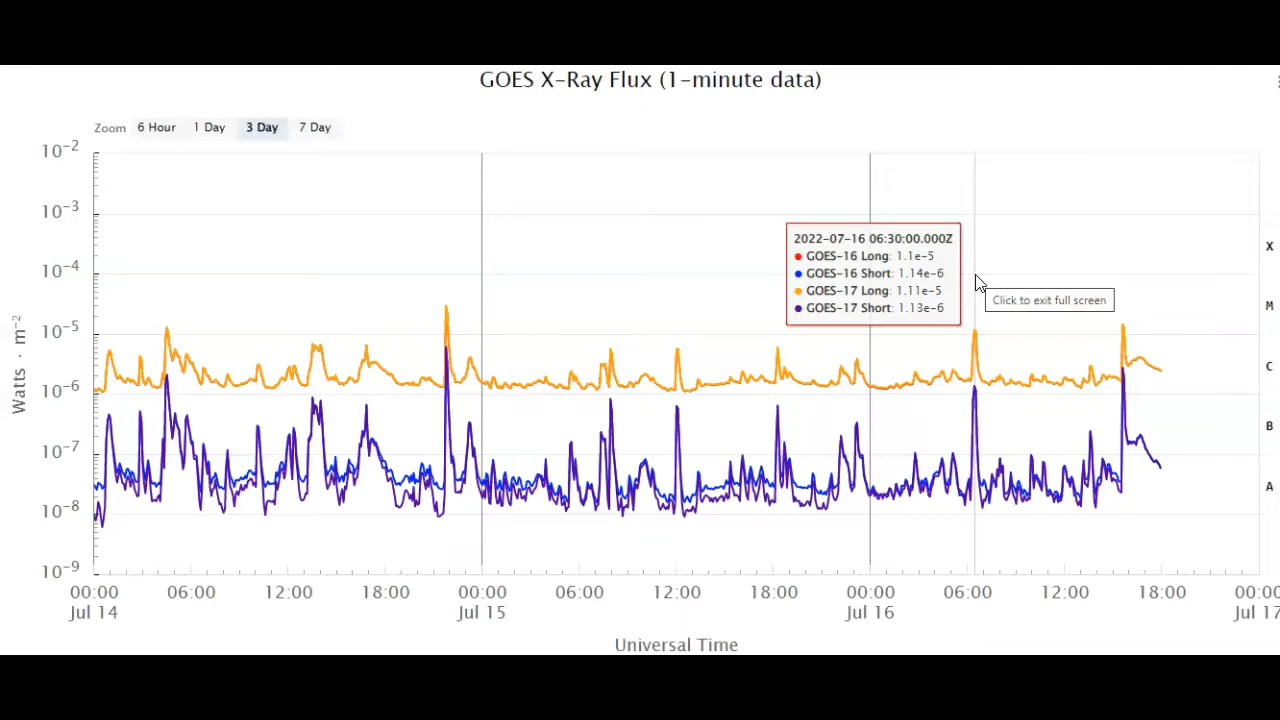 GOES X-Ray Flux (1-minute data)
Zoom 6 Hour 1 Day 3 Day 7 Day
10-2
10-3
10-4
10-5
10-6
10-7
10-8
10-9
Watts · m-2
2022-07-16 06:30:00.000Z
GOES-16 Long: 1.1e-5
GOES-16 Short: 1.14e-6
GOES-17 Long: 1.11e-5
GOES-17 Short: 1.13e-6
Click to exit full screen
X
M
C
B
A
00:00 06:00 12:00 18:00 00:00 06:00 12:00 18:00 00:00 06:00 12:00 18:00 00:00
Jul 14 Jul 15 Jul 16 Jul 17
Universal Time